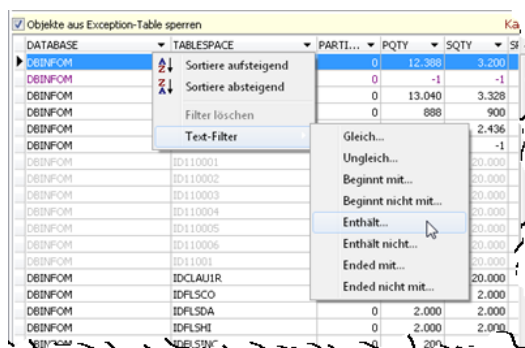 Objekte aus Exception-Table sperren Ka
DATABASE TABLESPACE PARTI... PQTY SQTY
DBINFOM 0 12.388 3.200
DBINFOM 0 -1 -1
DBINFOM 0 13.040 3.328
DBINFOM 0 888 900
DBINFOM 2.436
DBINFOM -1
Sortiere aufsteigend
Sortiere absteigend
Filter löschen
Text-Filter
Gleich...
Ungleich...
Beginnt mit...
Beginnt nicht mit...
Enthält...
Enthält nicht...
Ended mit...
Ended nicht mit...
DBINFOM ID110001 20.000
DBINFOM ID110002 20.000
DBINFOM ID110003 20.000
DBINFOM ID110004 20.000
DBINFOM ID110005 20.000
DBINFOM ID110006 20.000
DBINFOM ID11001 20.000
DBINFOM IDCLAU1R 20.000
DBINFOM IDFLSCO 2.000
DBINFOM IDFLSDA 0 2.000 2.000
DBINFOM IDFLSHI 0 2.000 2.000
IDFLSINC 0